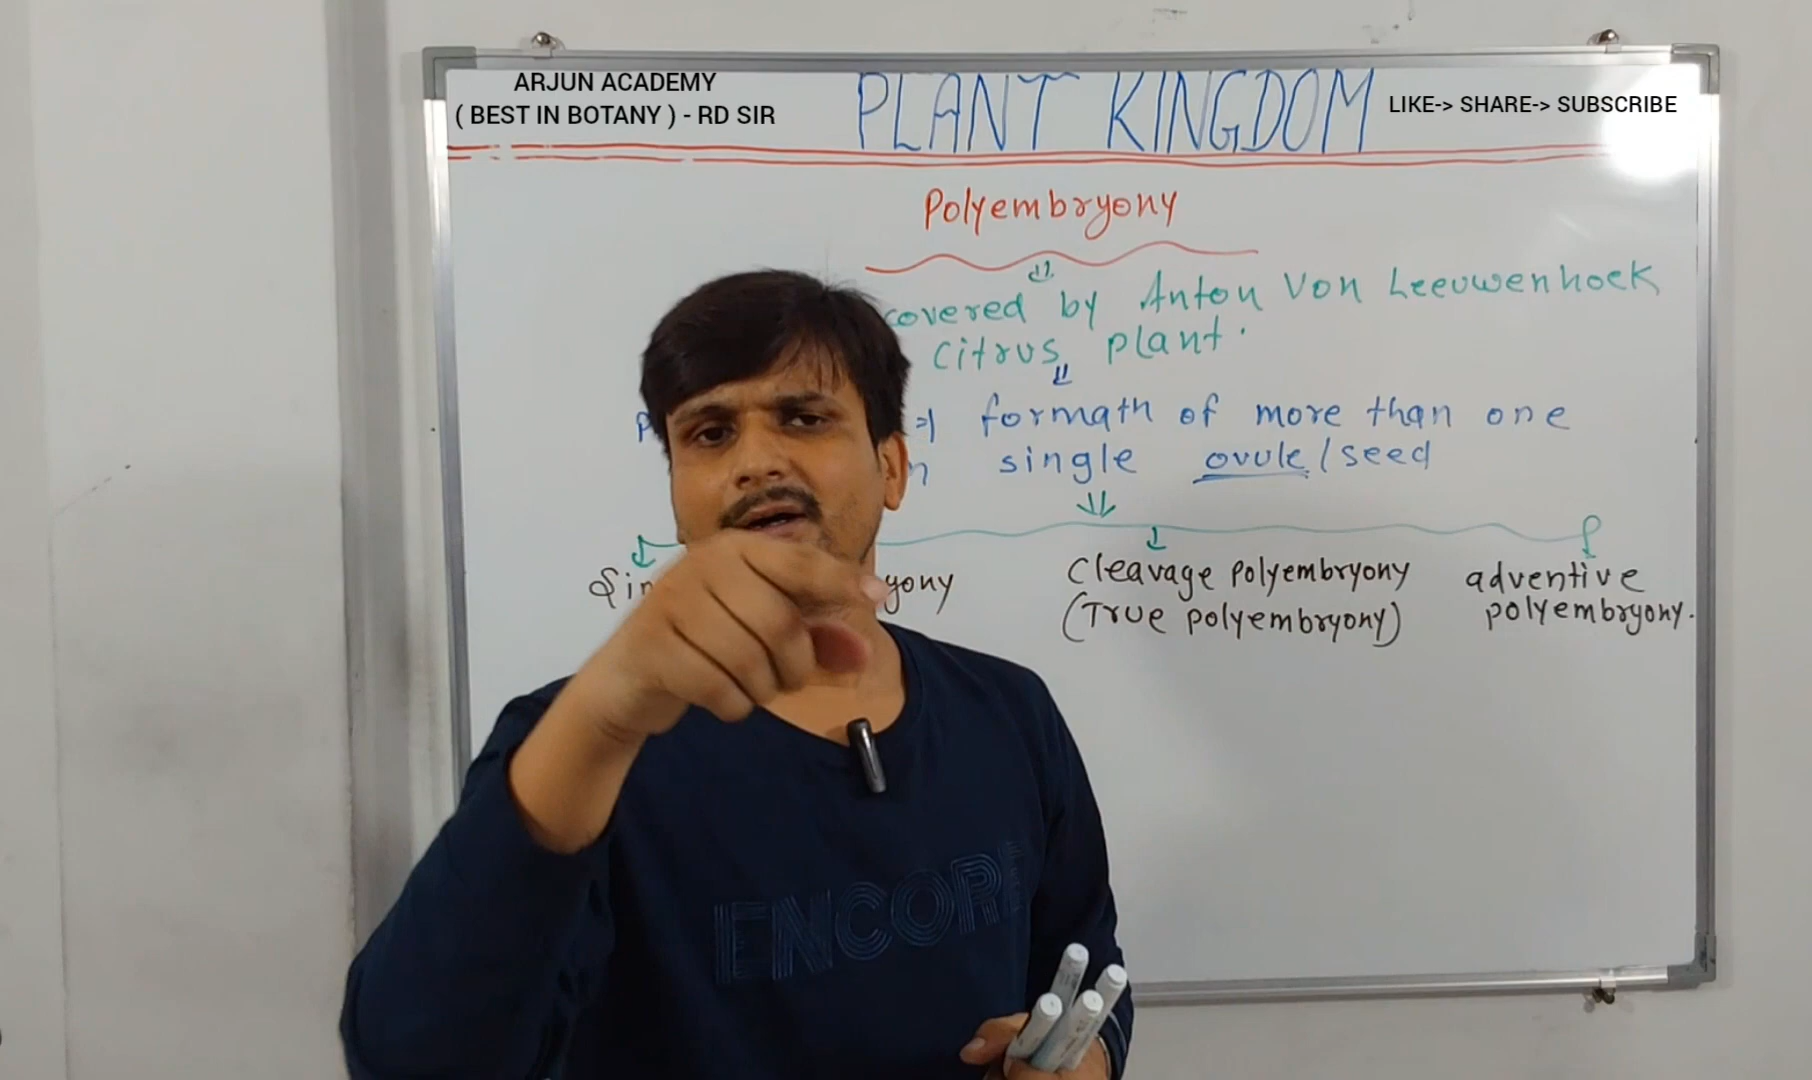 ARJUN ACADEMY
( BEST IN BOTANY ) - RD SIR
PLANT KINGDOM
LIKE-> SHARE-> SUBSCRIBE
Polyembryony
covered by Anton Von Leeuwenhoek
Citrus plant.
formath of more than one
single ovule/seed
Cleavage polyembryony
(True polyembryony)
adventive
polyembryony.
yony
ENCORE